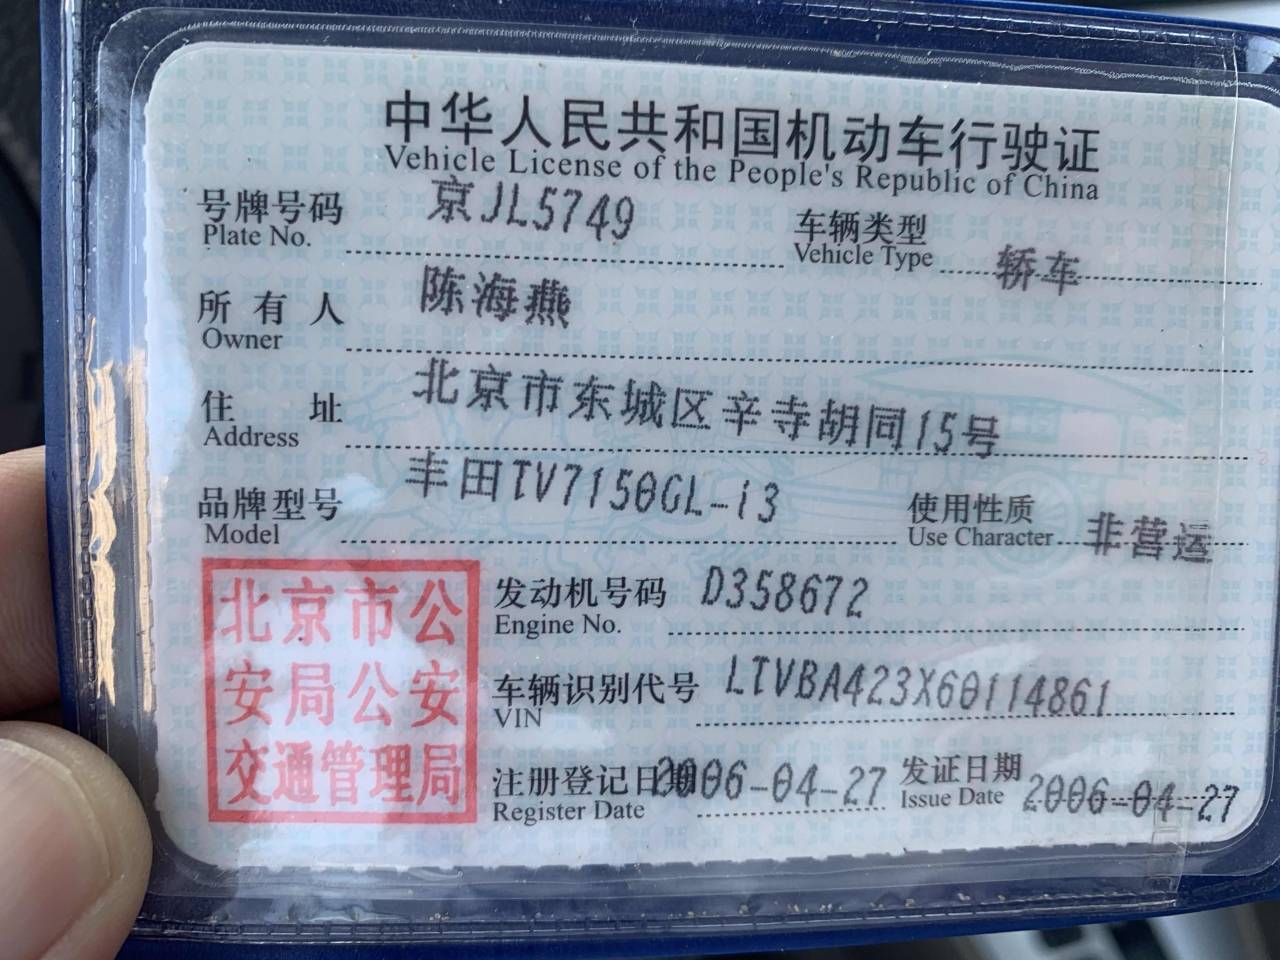 中华人民共和国机动车行驶证
Vehicle License of the People's Republic of China
号牌号码 京JL5749 车辆类型 轿车
Plate No. Vehicle Type
所有人 陈海燕
Owner
住址 北京市东城区辛寺胡同15号
Address
品牌型号 丰田TV7150GL-i3 使用性质 非营运
Model Use Character
发动机号码 D358672
Engine No.
车辆识别代号 LTVBA423X60114861
VIN
注册登记日期 2006-04-27 发证日期 2006-04-27
Register Date Issue Date
北京市公
安局公安
交通管理局